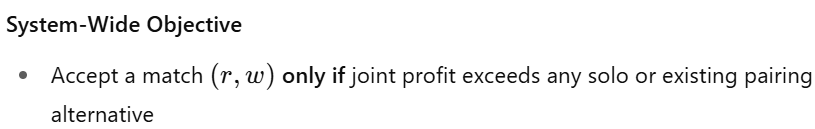 System-Wide Objective
• Accept a match (r, w) only if joint profit exceeds any solo or existing pairing
alternative